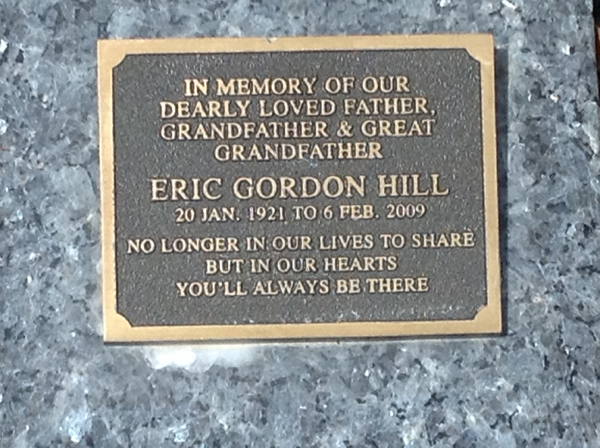 IN MEMORY OF OUR
DEARLY LOVED FATHER,
GRANDFATHER & GREAT
GRANDFATHER
ERIC GORDON HILL
20 JAN. 1921 TO 6 FEB. 2009
NO LONGER IN OUR LIVES TO SHARE
BUT IN OUR HEARTS
YOU'LL ALWAYS BE THERE